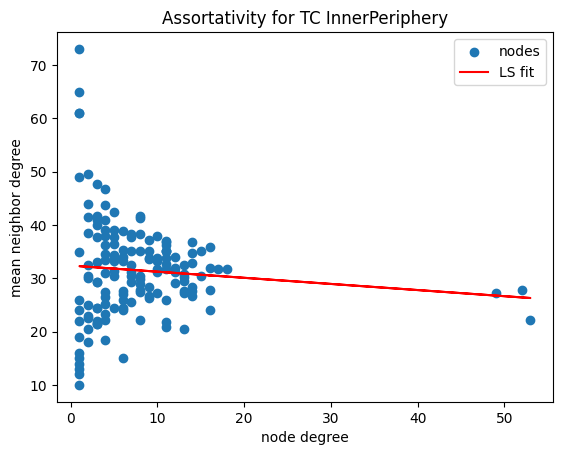 Assortativity for TC InnerPeriphery
nodes
LS fit
mean neighbor degree
70
60
50
40
30
20
10
0
10
20
30
40
50
node degree